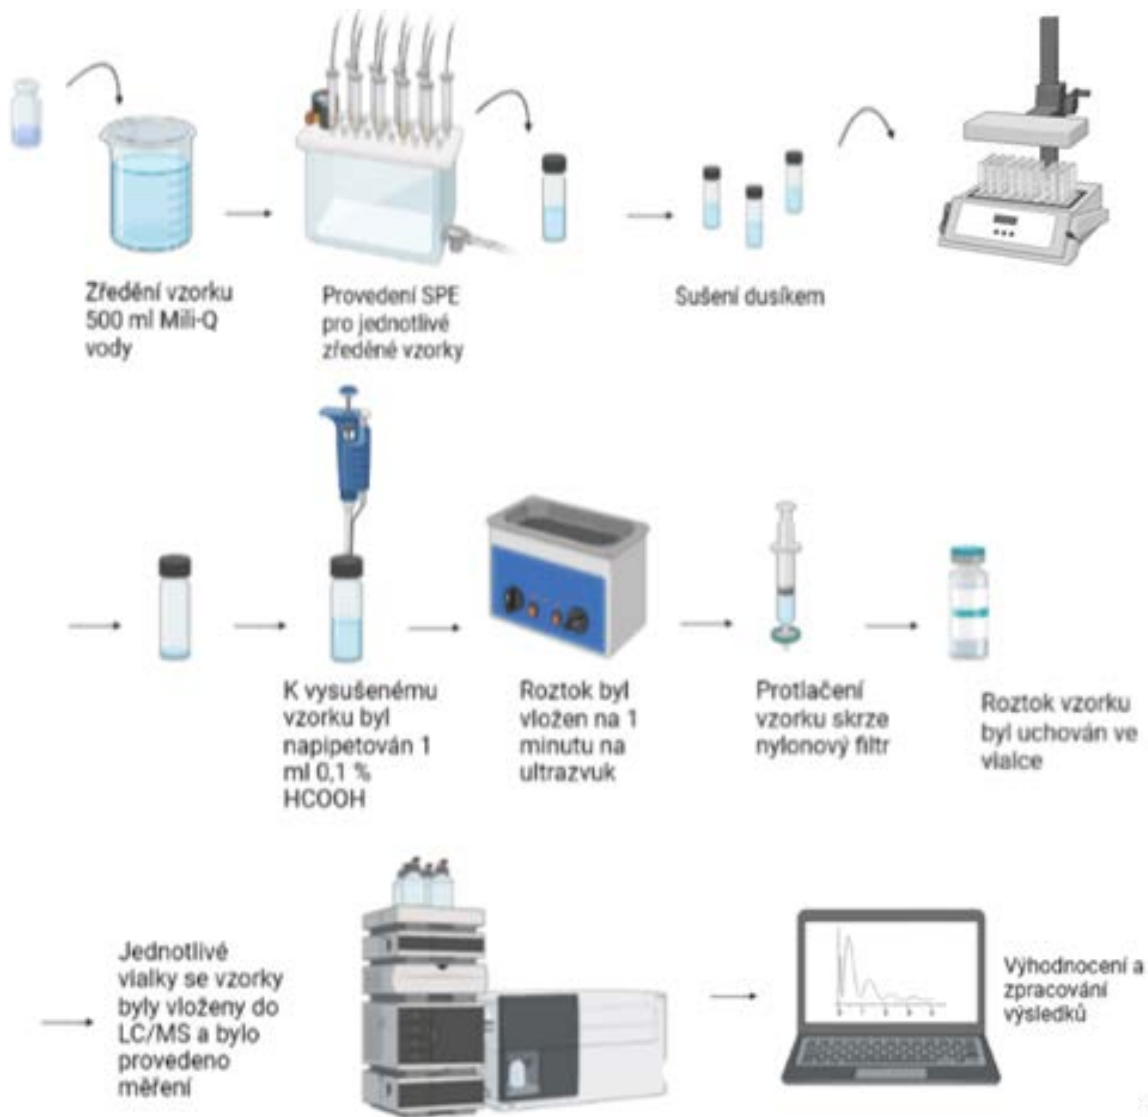 Zředění vzorku
500 ml Mili-Q
vody
Provedení SPE
pro jednotlivé
zředěné vzorky
Sušení dusíkem
K vysušenému
vzorku byl
napipetován 1
ml 0,1 %
HCOOH
Roztok byl
vložen na 1
minutu na
ultrazvuk
Protlačení
vzorku skrze
nylonový filtr
Roztok vzorku
byl uchován ve
vialce
Jednotlivé
vialky se vzorky
byly vloženy do
LC/MS a bylo
provedeno
měření
Výhodnocení a
zpracování
výsledků